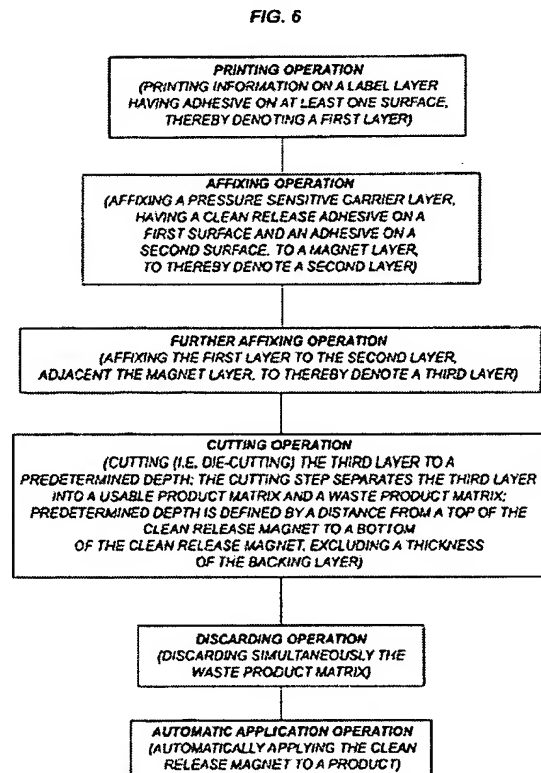 FIG. 6
PRINTING OPERATION
(PRINTING INFORMATION ON A LABEL LAYER
HAVING ADHESIVE ON AT LEAST ONE SURFACE,
THEREBY DENOTING A FIRST LAYER)
AFFIXING OPERATION
(AFFIXING A PRESSURE SENSITIVE CARRIER LAYER,
HAVING A CLEAN RELEASE ADHESIVE ON A
FIRST SURFACE AND AN ADHESIVE ON A
SECOND SURFACE, TO A MAGNET LAYER,
TO THEREBY DENOTE A SECOND LAYER)
FURTHER AFFIXING OPERATION
(AFFIXING THE FIRST LAYER TO THE SECOND LAYER,
ADJACENT THE MAGNET LAYER, TO THEREBY DENOTE A THIRD LAYER)
CUTTING OPERATION
(CUTTING (I.E. DIE-CUTTING) THE THIRD LAYER TO A
PREDETERMINED DEPTH; THE CUTTING STEP SEPARATES THE THIRD LAYER
INTO A USABLE PRODUCT MATRIX AND A WASTE PRODUCT MATRIX;
PREDETERMINED DEPTH IS DEFINED BY A DISTANCE FROM A TOP OF THE
CLEAN RELEASE MAGNET TO A BOTTOM
OF THE CLEAN RELEASE MAGNET, EXCLUDING A THICKNESS
OF THE BACKING LAYER)
DISCARDING OPERATION
(DISCARDING SIMULTANEOUSLY THE
WASTE PRODUCT MATRIX)
AUTOMATIC APPLICATION OPERATION
(AUTOMATICALLY APPLYING THE CLEAN
RELEASE MAGNET TO A PRODUCT)